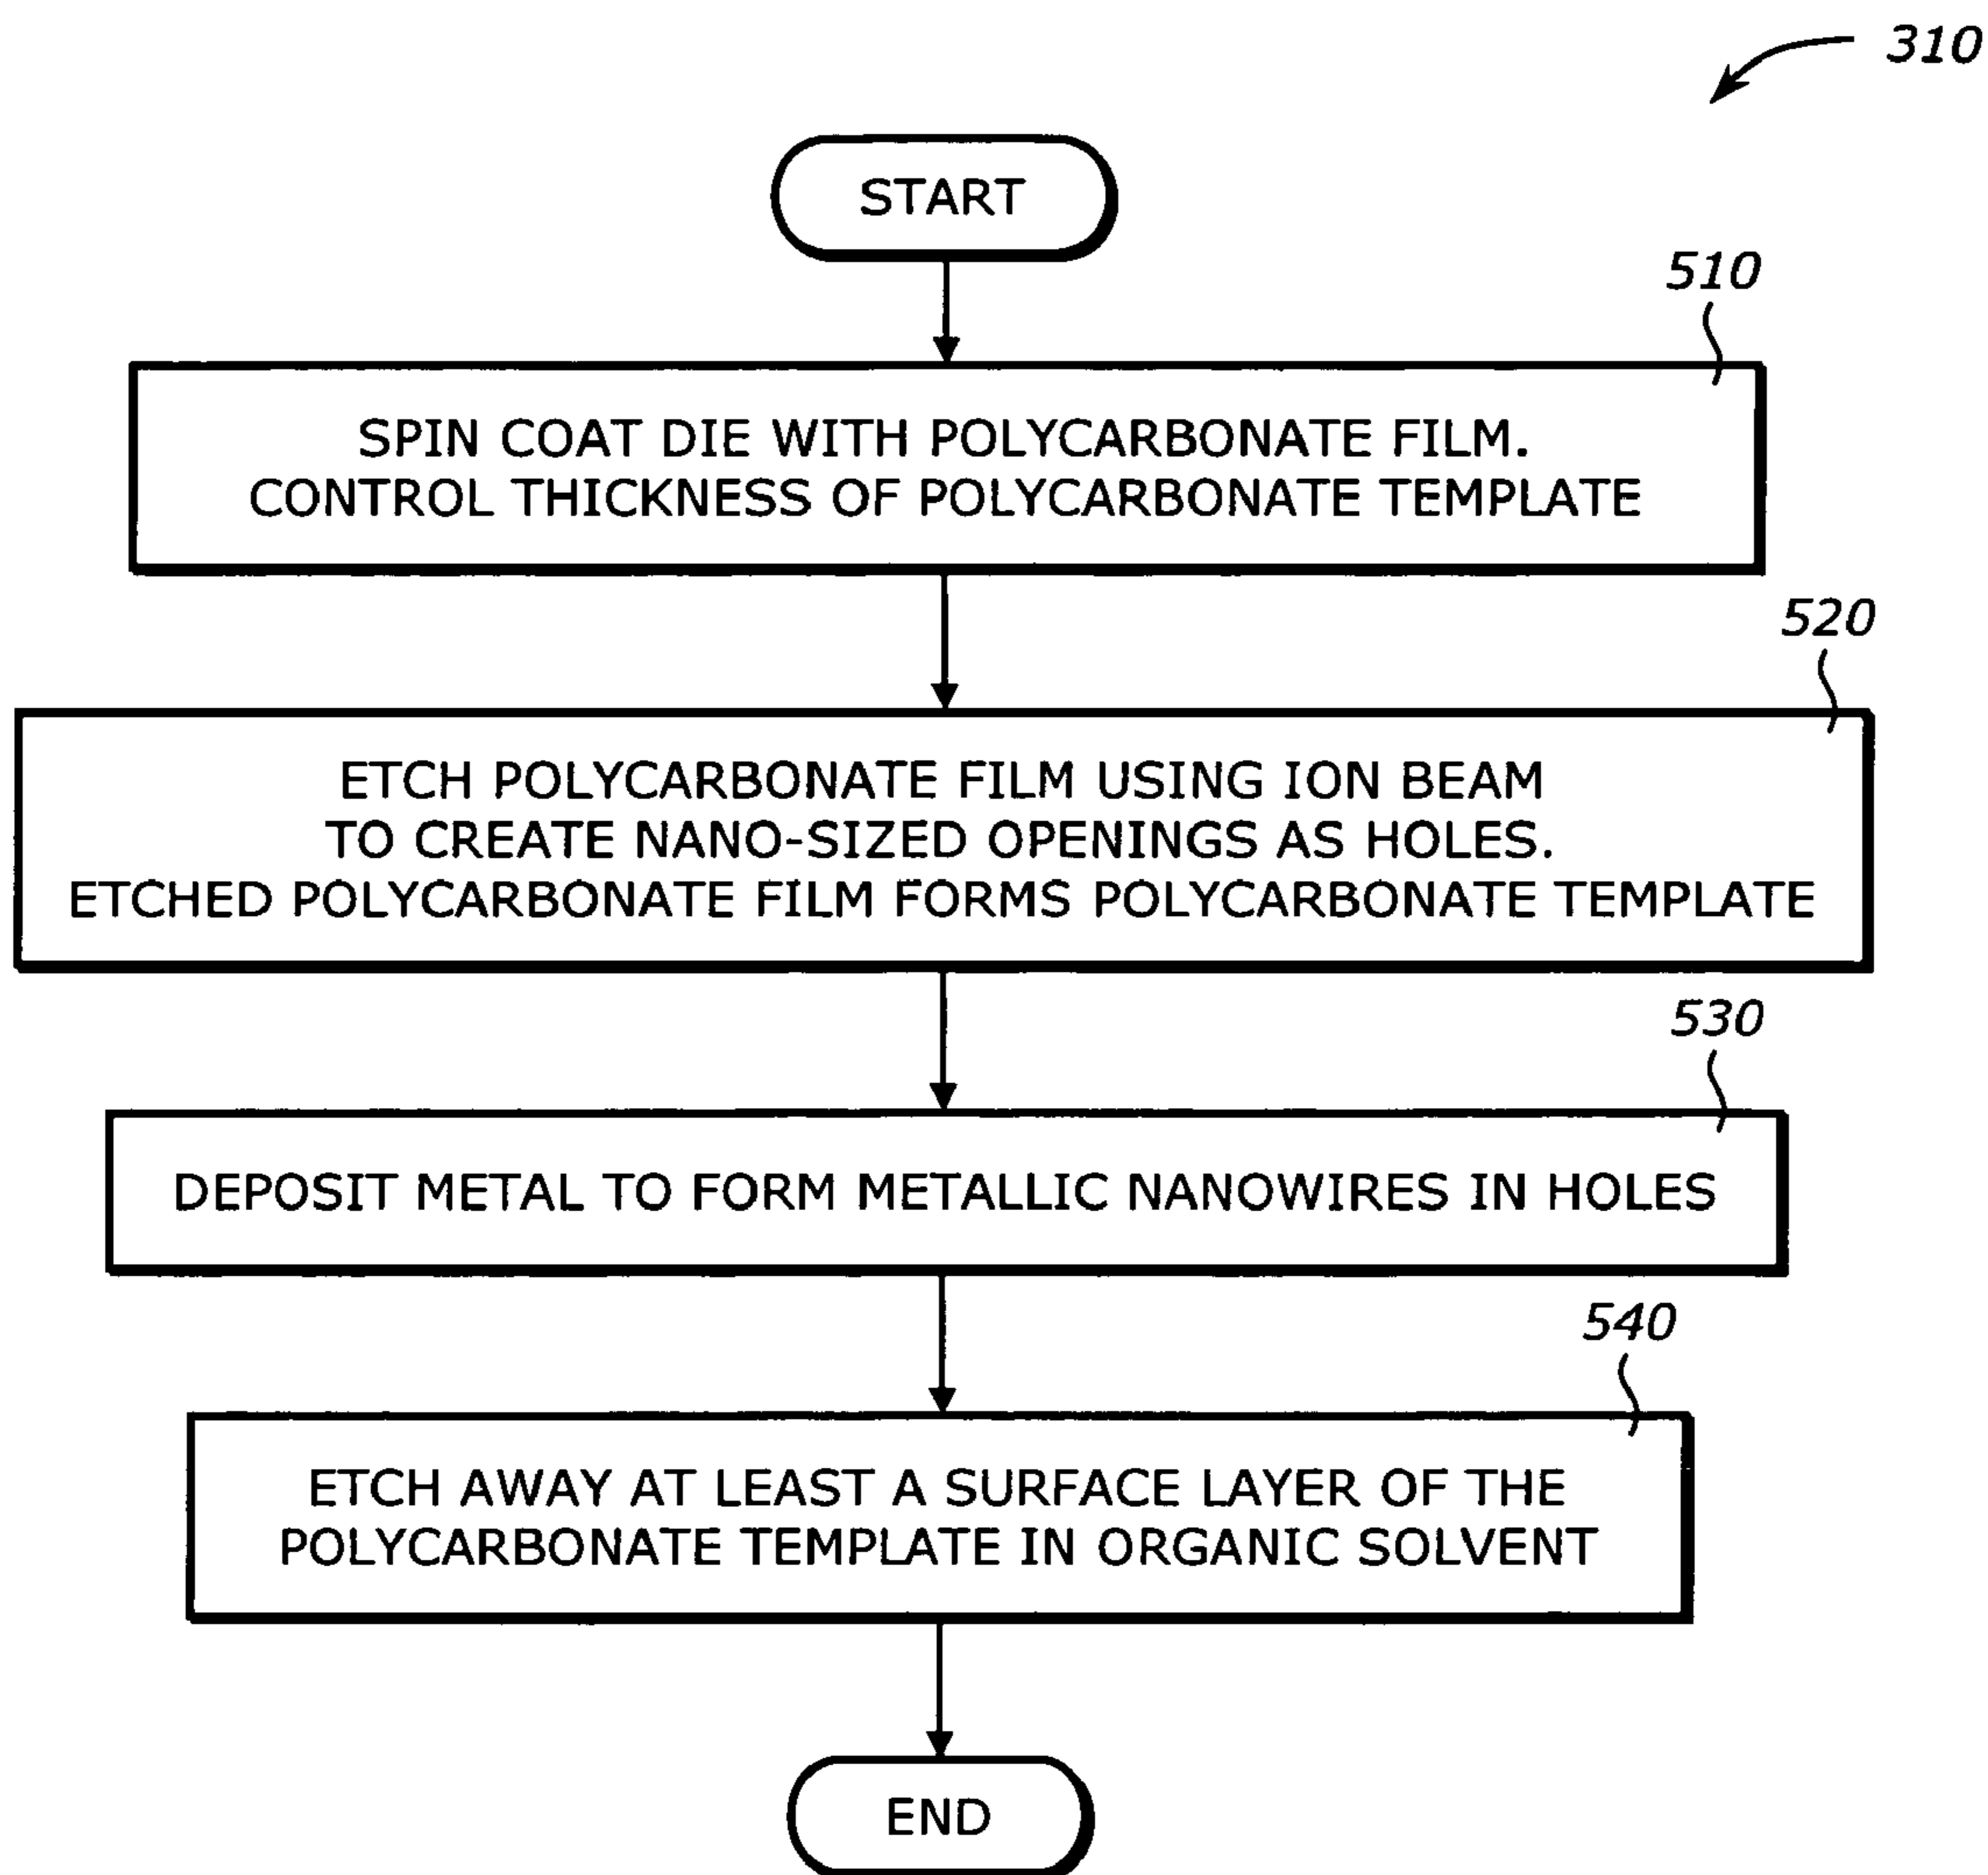 310
START
510
SPIN COAT DIE WITH POLYCARBONATE FILM.
CONTROL THICKNESS OF POLYCARBONATE TEMPLATE
520
ETCH POLYCARBONATE FILM USING ION BEAM
TO CREATE NANO-SIZED OPENINGS AS HOLES.
ETCHED POLYCARBONATE FILM FORMS POLYCARBONATE TEMPLATE
530
DEPOSIT METAL TO FORM METALLIC NANOWIRES IN HOLES
540
ETCH AWAY AT LEAST A SURFACE LAYER OF THE
POLYCARBONATE TEMPLATE IN ORGANIC SOLVENT
END